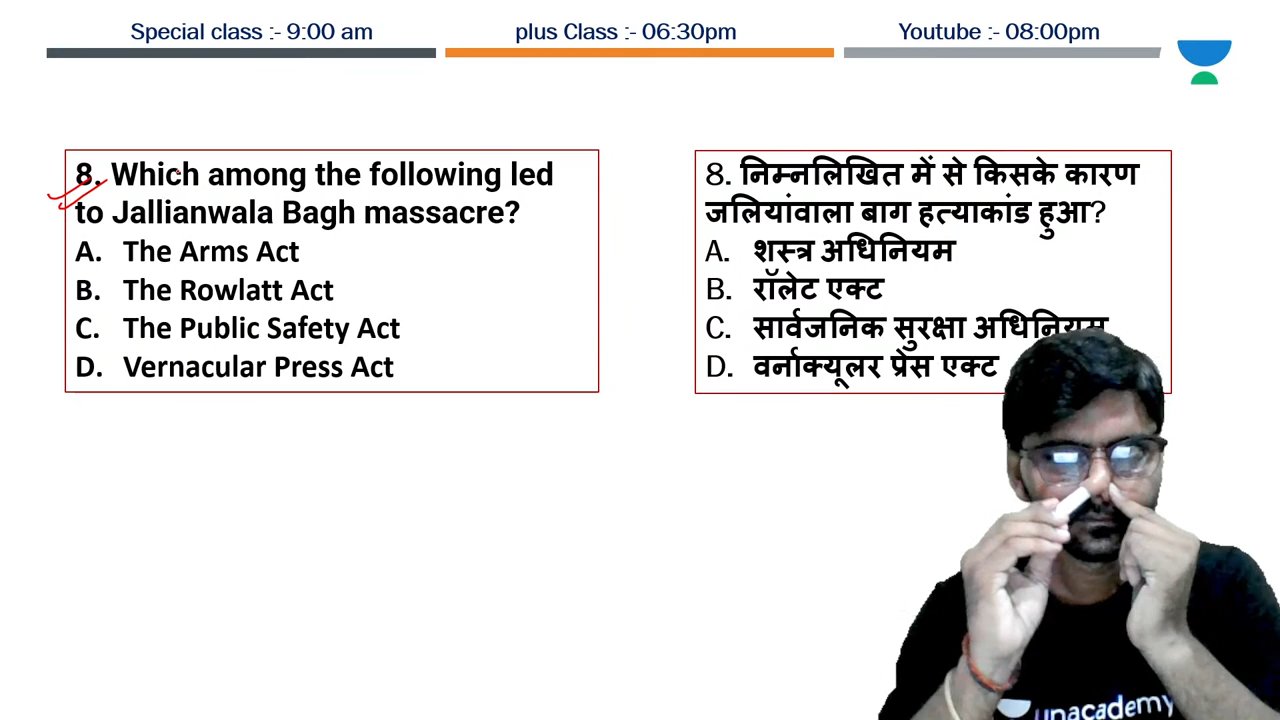 Special class :- 9:00 am
plus Class :- 06:30pm
Youtube :- 08:00pm
8. Which among the following led
to Jallianwala Bagh massacre?
A. The Arms Act
B. The Rowlatt Act
C. The Public Safety Act
D. Vernacular Press Act
8. निम्नलिखित में से किसके कारण
जलियांवाला बाग हत्याकांड हुआ?
A. शस्त्र अधिनियम
B. रॉलेट एक्ट
C. सार्वजनिक सुरक्षा अधिनियम
D. वर्नाक्यूलर प्रेस एक्ट
unacademy